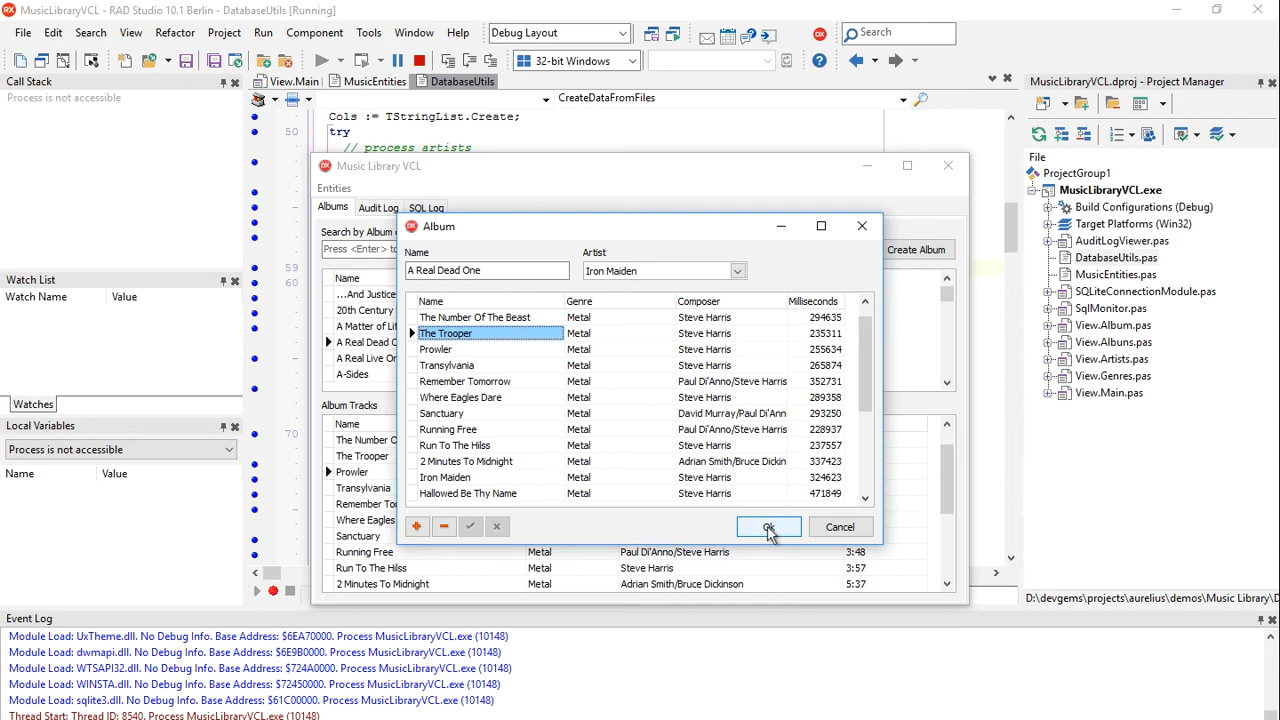 MusicLibraryVCL - RAD Studio 10.1 Berlin - DatabaseUtils [Running]
File Edit Search View Refactor Project Run Component Tools Window Help Debug Layout Search
32-bit Windows
Call Stack
Process is not accessible
View.Main MusicEntities DatabaseUtils
CreateDataFromFiles
Cols := TStringList.Create;
50 try
// process artists
59
60
70
Music Library VCL
Entities
Albums Audit Log SQL Log
Search by Album
Press <Enter> to
Create Album
Name
...And Justice
20th Century
A Matter of Li
A Real Dead O
A Real Live On
A-Sides
Album Tracks
Name
The Number O
The Trooper
Prowler
Transylvania
Remember Tom
Where Eagles
Sanctuary
Running Free Metal Paul Di'Anno/Steve Harris 3:48
Run To The Hilss Metal Steve Harris 3:57
2 Minutes To Midnight Metal Adrian Smith/Bruce Dickinson 5:37
Album
Name Artist
A Real Dead One Iron Maiden
Name Genre Composer Milliseconds
The Number Of The Beast Metal Steve Harris 294635
The Trooper Metal Steve Harris 235311
Prowler Metal Steve Harris 255634
Transylvania Metal Steve Harris 265874
Remember Tomorrow Metal Paul Di'Anno/Steve Harris 352731
Where Eagles Dare Metal Steve Harris 289358
Sanctuary Metal David Murray/Paul Di'Ann 293250
Running Free Metal Paul Di'Anno/Steve Harris 228937
Run To The Hilss Metal Steve Harris 237557
2 Minutes To Midnight Metal Adrian Smith/Bruce Dickin 337423
Iron Maiden Metal Steve Harris 324623
Hallowed Be Thy Name Metal Steve Harris 471849
Ok Cancel
Watch List
Watch Name Value
Watches
Local Variables
Process is not accessible
Name Value
MusicLibraryVCL.dproj - Project Manager
File
ProjectGroup1
MusicLibraryVCL.exe
Build Configurations (Debug)
Target Platforms (Win32)
AuditLogViewer.pas
DatabaseUtils.pas
MusicEntities.pas
SQLiteConnectionModule.pas
SqlMonitor.pas
View.Album.pas
View.Albums.pas
View.Artists.pas
View.Genres.pas
View.Main.pas
D:\devgems\projects\aurelius\demos\Music Library\D
Event Log
Module Load: UxTheme.dll. No Debug Info. Base Address: $6EA70000. Process MusicLibraryVCL.exe (10148)
Module Load: dwmapi.dll. No Debug Info. Base Address: $6E9B0000. Process MusicLibraryVCL.exe (10148)
Module Load: WTSAPI32.dll. No Debug Info. Base Address: $724A0000. Process MusicLibraryVCL.exe (10148)
Module Load: WINSTA.dll. No Debug Info. Base Address: $72450000. Process MusicLibraryVCL.exe (10148)
Module Load: sqlite3.dll. No Debug Info. Base Address: $61C00000. Process MusicLibraryVCL.exe (10148)
Thread Start: Thread ID: 8540. Process MusicLibraryVCL.exe (10148)